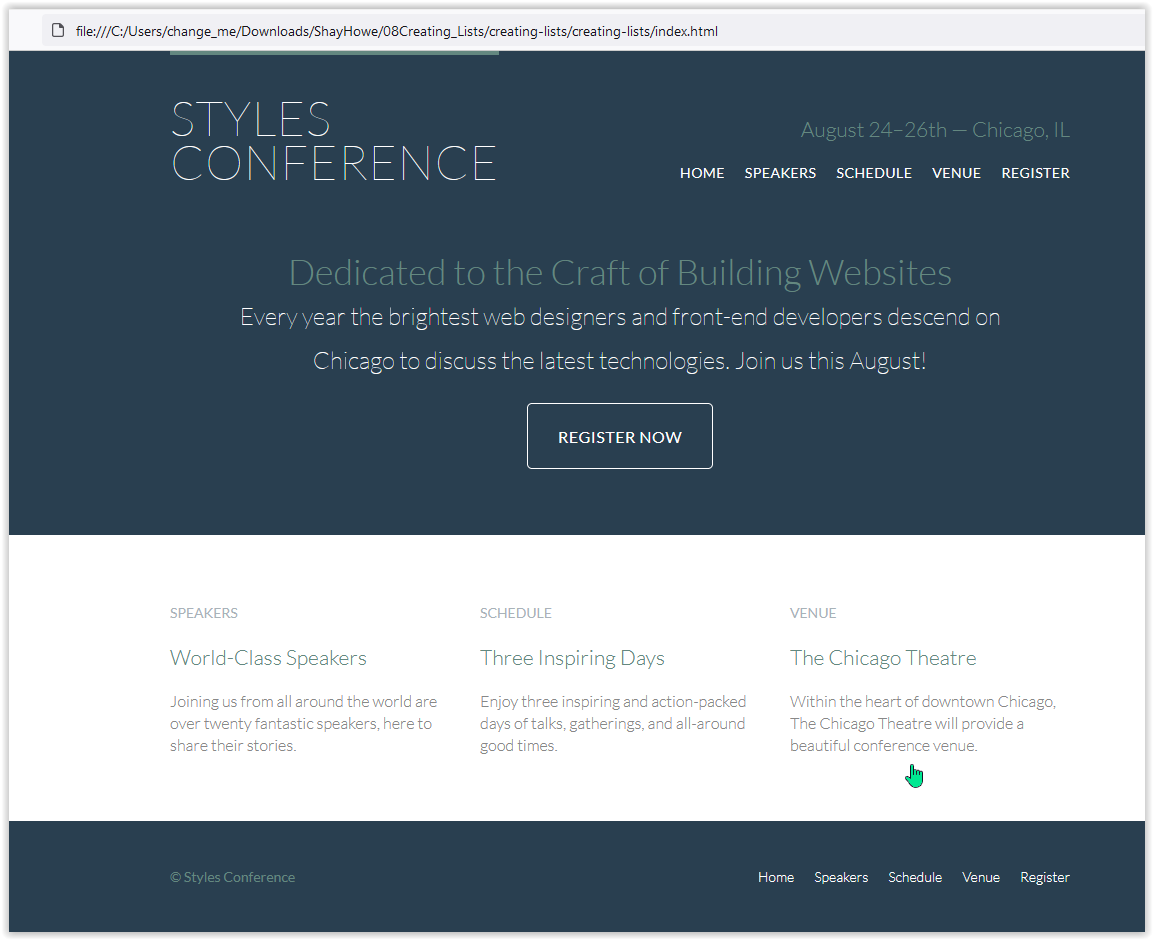 file:///C:/Users/change_me/Downloads/ShayHowe/08Creating_Lists/creating-lists/creating-lists/index.html
STYLES
CONFERENCE
August 24–26th — Chicago, IL
HOME SPEAKERS SCHEDULE VENUE REGISTER
Dedicated to the Craft of Building Websites
Every year the brightest web designers and front-end developers descend on
Chicago to discuss the latest technologies. Join us this August!
REGISTER NOW
SPEAKERS
World-Class Speakers
Joining us from all around the world are
over twenty fantastic speakers, here to
share their stories.
SCHEDULE
Three Inspiring Days
Enjoy three inspiring and action-packed
days of talks, gatherings, and all-around
good times.
VENUE
The Chicago Theatre
Within the heart of downtown Chicago,
The Chicago Theatre will provide a
beautiful conference venue.
© Styles Conference
Home Speakers Schedule Venue Register